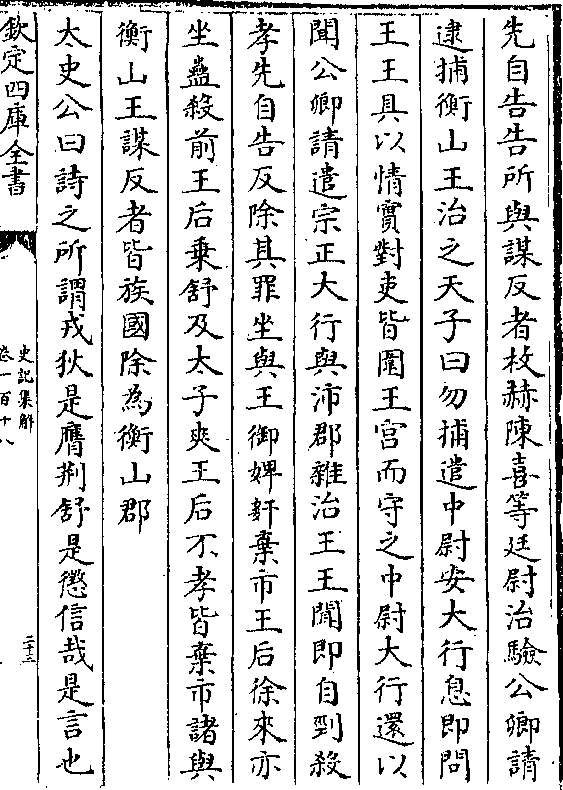 先自告告所與謀反者枚赫陳喜等廷尉治驗公卿請
逮捕衡山王治之天子曰勿捕遣中尉安大行息即問
王王具以情實對吏皆圍王宫而守之中尉大行還以
聞公卿請遣宗正大行與沛郡雜治王王聞即自剄殺
孝先自告反除其罪坐與王御婢姧棄市王后徐來亦
坐蠱殺前王后乗舒及太子爽王后不孝皆棄市諸與
衡山王謀反者皆族國除為衡山郡
太史公曰詩之所謂戎狄是膺荆舒是懲信哉是言也
欽定四庫全書
史記集解
卷一百十八
二十三